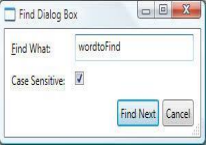 Find Dialog Box
Find What: wordtoFind
Case Sensitive:
Find Next Cancel